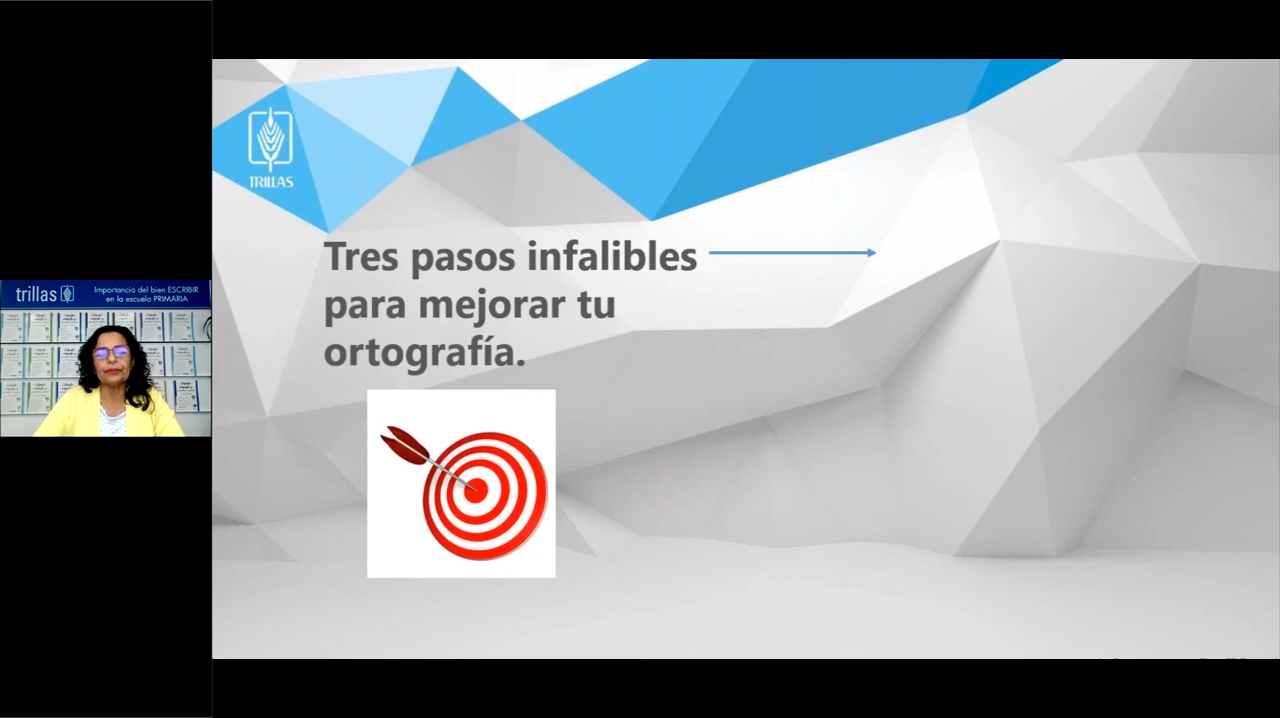 TRILLAS
Tres pasos infalibles
para mejorar tu
ortografía.
trillas
Importancia del bien ESCRIBIR
en la escuela PRIMARIA